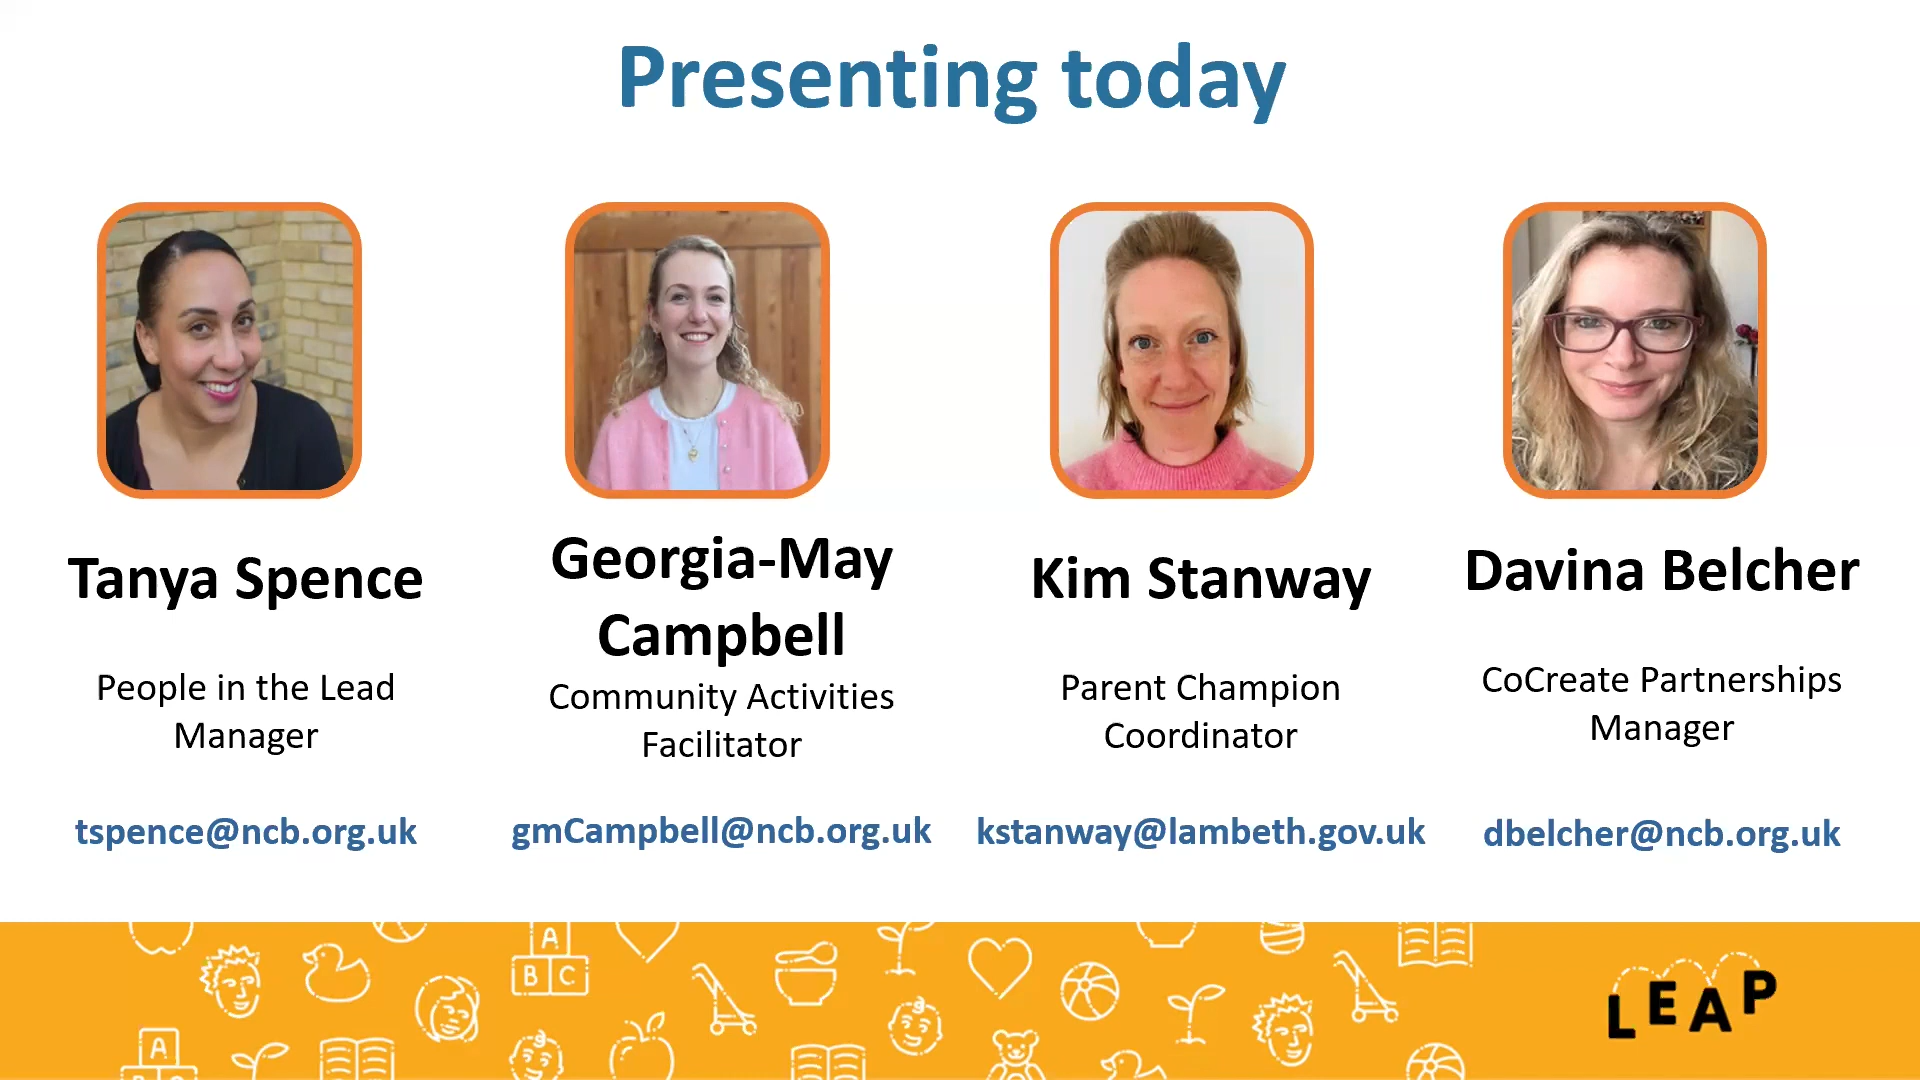 Presenting today
Tanya Spence
People in the Lead
Manager
tspence@ncb.org.uk
Georgia-May
Campbell
Community Activities
Facilitator
gmCampbell@ncb.org.uk
Kim Stanway
Parent Champion
Coordinator
kstanway@lambeth.gov.uk
Davina Belcher
CoCreate Partnerships
Manager
dbelcher@ncb.org.uk
A
B C
A
LEAP